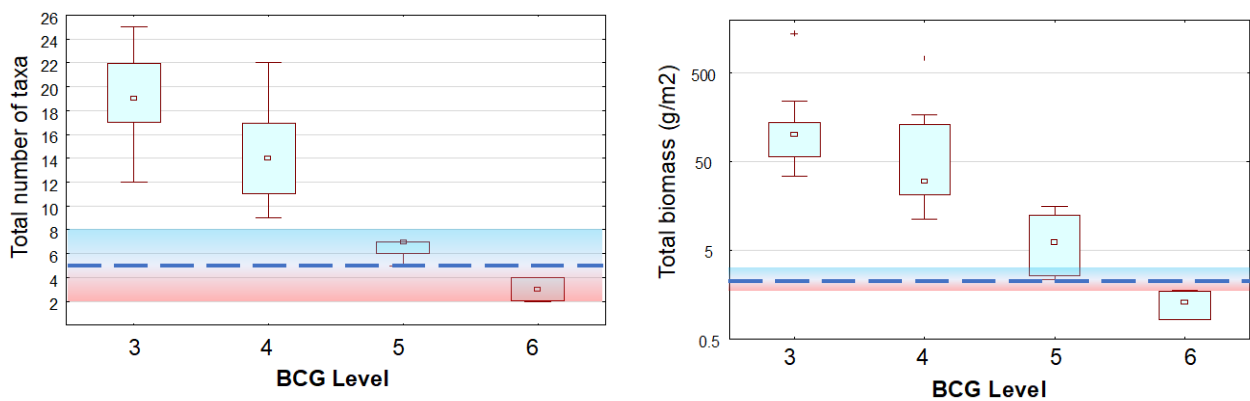 Total number of taxa
26
24
22
20
18
16
14
12
10
8
6
4
2
3 4 5 6
BCG Level
Total biomass (g/m2)
500
50
5
0.5
3 4 5 6
BCG Level